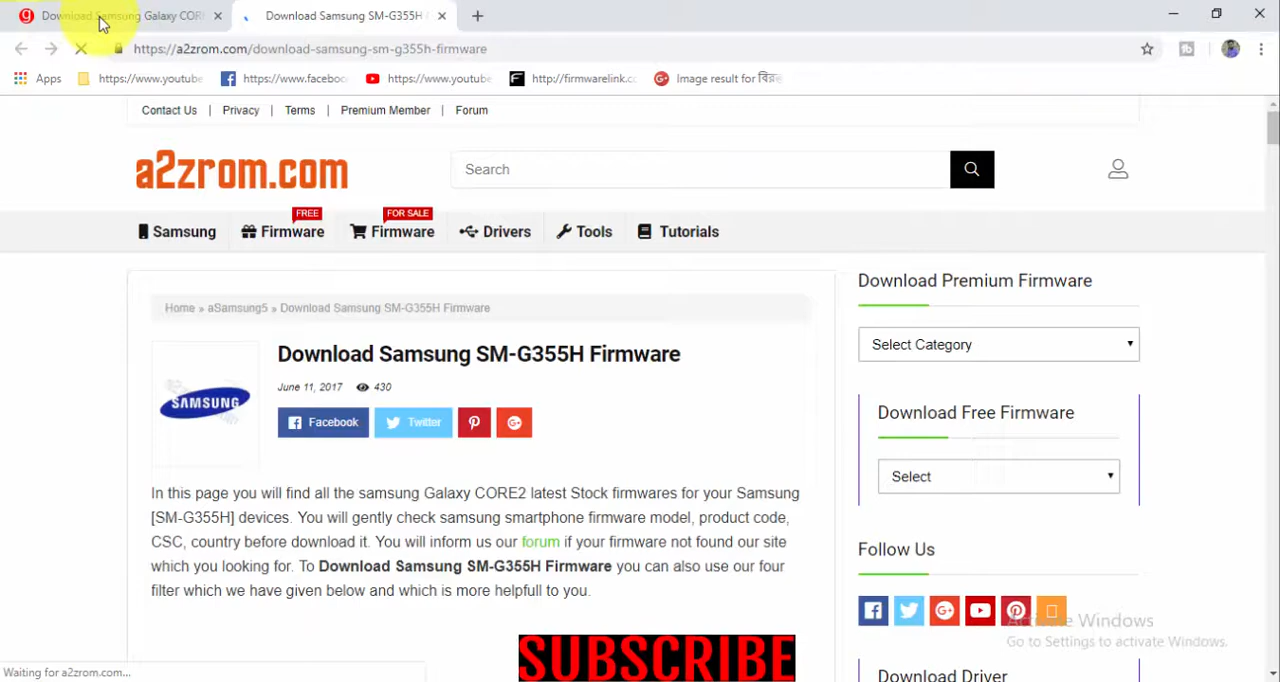 Download Samsung Galaxy CORE
Download Samsung SM-G355H
https://a2zrom.com/download-samsung-sm-g355h-firmware
Apps https://www.youtube https://www.faceboo https://www.youtube http://firmwarelink.co Image result for বির
Contact Us | Privacy | Terms | Premium Member | Forum
a2zrom.com
Search
FREE FOR SALE
Samsung Firmware Firmware Drivers Tools Tutorials
Home » aSamsung5 » Download Samsung SM-G355H Firmware
SAMSUNG
Download Samsung SM-G355H Firmware
June 11, 2017 430
Facebook Twitter
In this page you will find all the samsung Galaxy CORE2 latest Stock firmwares for your Samsung
[SM-G355H] devices. You will gently check samsung smartphone firmware model, product code,
CSC, country before download it. You will inform us our forum if your firmware not found our site
which you looking for. To Download Samsung SM-G355H Firmware you can also use our four
filter which we have given below and which is more helpfull to you.
SUBSCRIBE
Download Premium Firmware
Select Category
Download Free Firmware
Select
Follow Us
Activate Windows
Go to Settings to activate Windows.
Download Driver
Waiting for a2zrom.com...